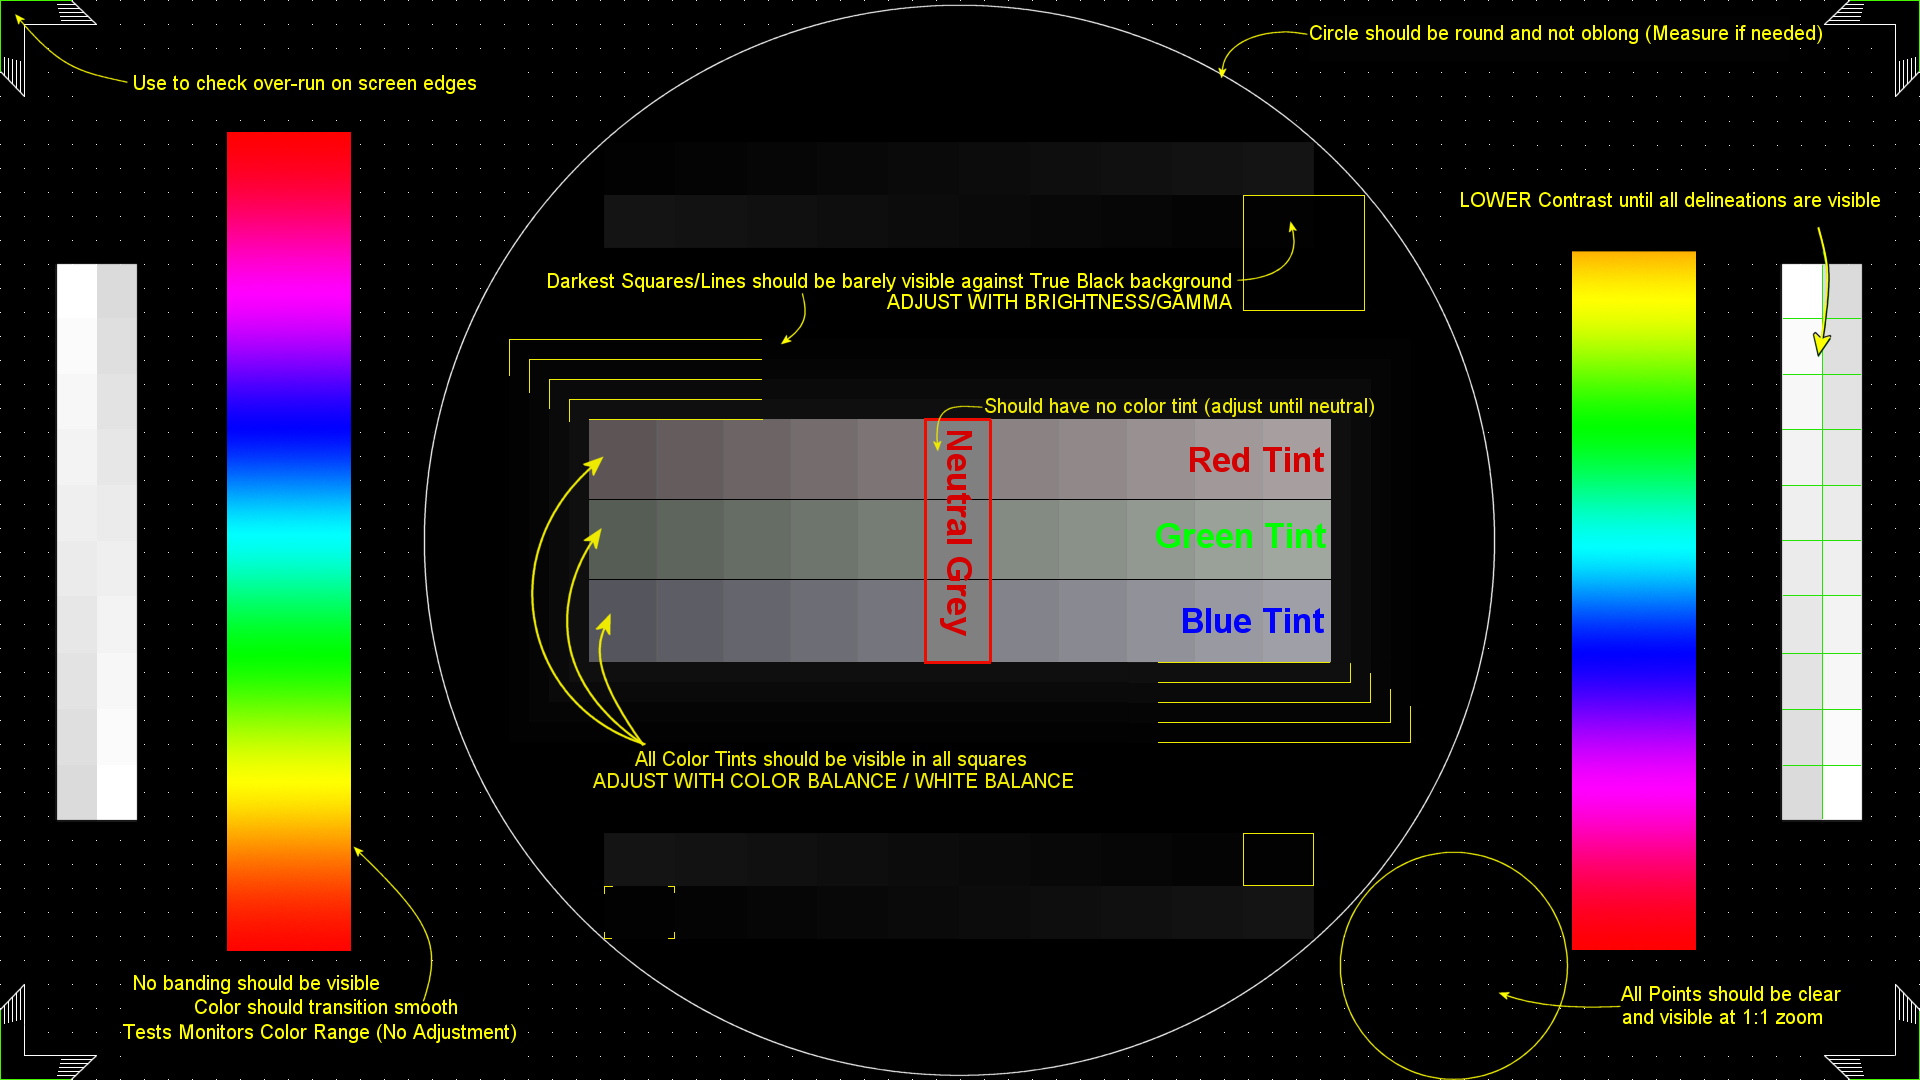 Circle should be round and not oblong (Measure if needed)
Use to check over-run on screen edges
LOWER Contrast until all delineations are visible
Darkest Squares/Lines should be barely visible against True Black background
ADJUST WITH BRIGHTNESS/GAMMA
Should have no color tint (adjust until neutral)
Neutral Grey
Red Tint
Green Tint
Blue Tint
All Color Tints should be visible in all squares
ADJUST WITH COLOR BALANCE / WHITE BALANCE
No banding should be visible
Color should transition smooth
Tests Monitors Color Range (No Adjustment)
All Points should be clear
and visible at 1:1 zoom